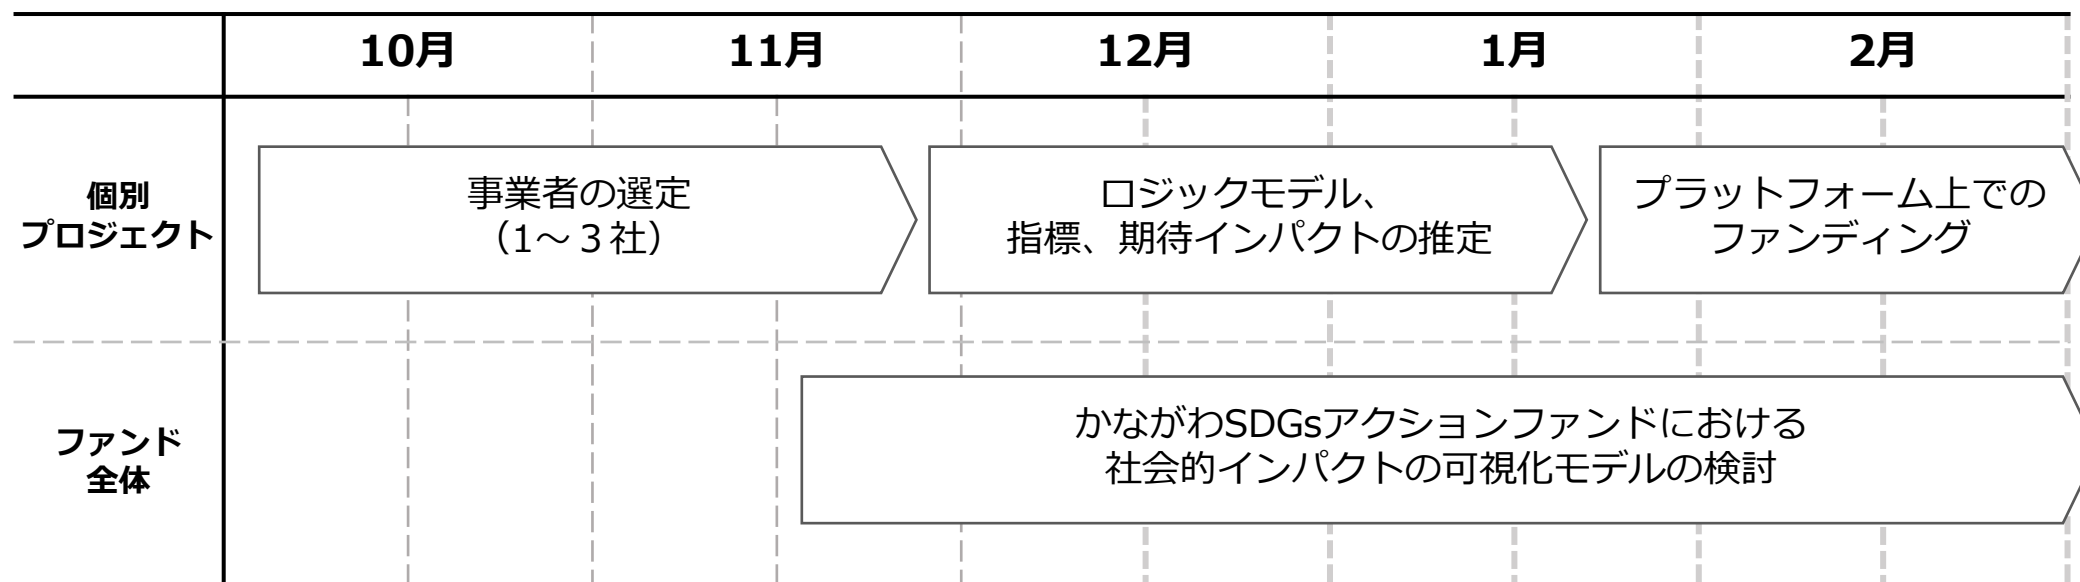 10月
11月
12月
1月
2月
個別
プロジェクト
事業者の選定
（1～３社）
ロジックモデル、
指標、期待インパクトの推定
プラットフォーム上での
ファンディング
ファンド
全体
かながわSDGsアクションファンドにおける
社会的インパクトの可視化モデルの検討